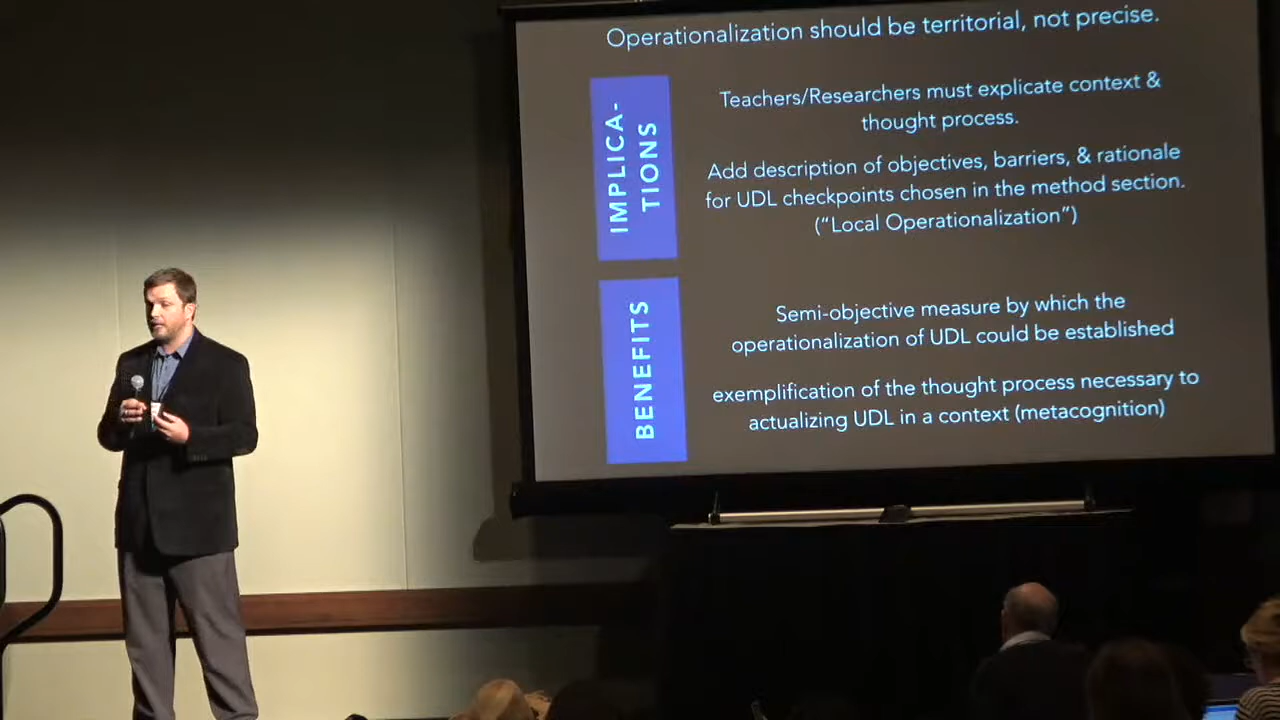 Operationalization should be territorial, not precise.
IMPLICA-
TIONS
Teachers/Researchers must explicate context &
thought process.
Add description of objectives, barriers, & rationale
for UDL checkpoints chosen in the method section.
("Local Operationalization")
BENEFITS
Semi-objective measure by which the
operationalization of UDL could be established
exemplification of the thought process necessary to
actualizing UDL in a context (metacognition)